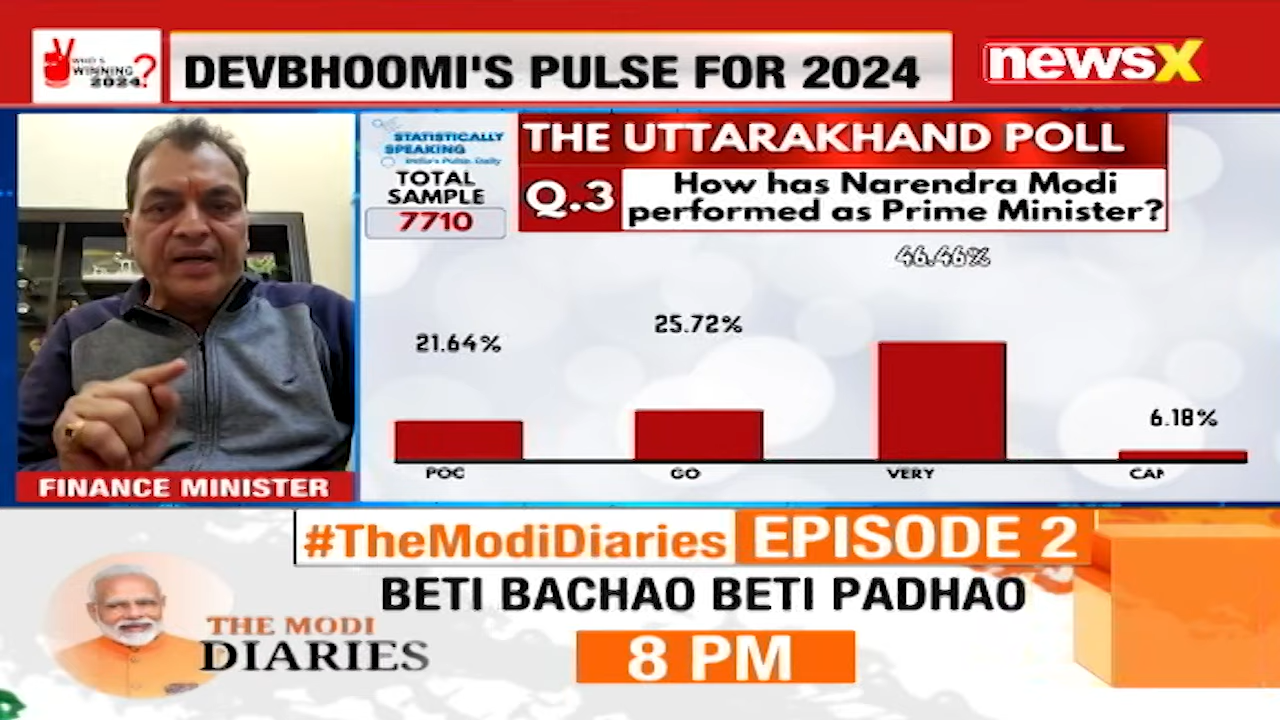 WHO'S
WINNING
2024?
DEVBHOOMI'S PULSE FOR 2024
newsX
STATISTICALLY
SPEAKING
India's Pulse, Daily
TOTAL
SAMPLE
7710
THE UTTARAKHAND POLL
Q.3
How has Narendra Modi
performed as Prime Minister?
21.64%
25.72%
46.46%
6.18%
GO
VERY
FINANCE MINISTER
#TheModiDiaries
EPISODE 2
BETI BACHAO BETI PADHAO
8 PM
THE MODI
DIARIES